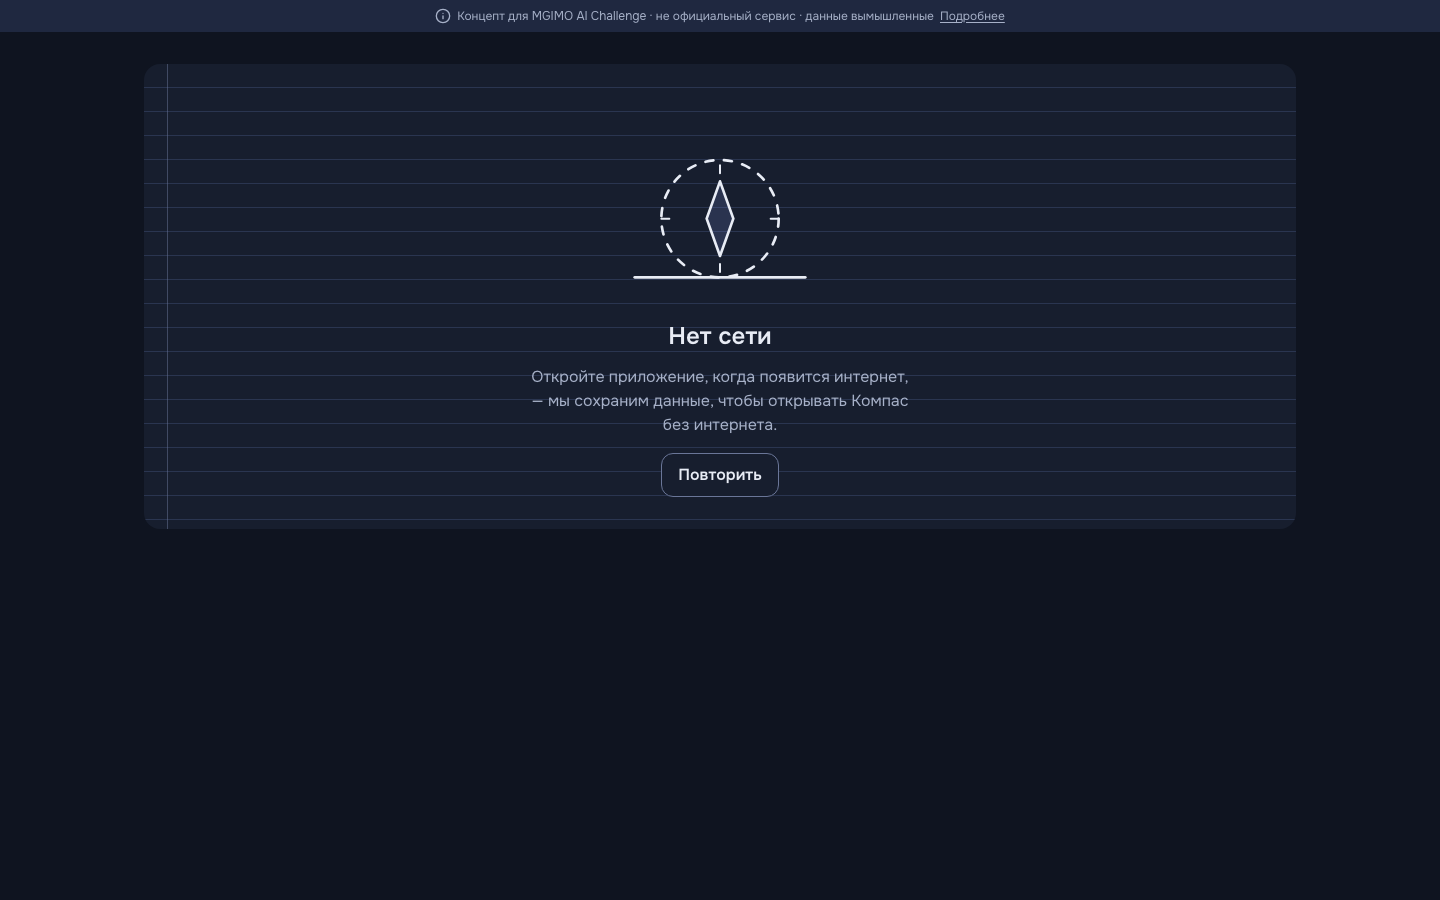 Концепт для MGIMO AI Challenge · не официальный сервис · данные вымышленные Подробнее
Нет сети
Откройте приложение, когда появится интернет,
— мы сохраним данные, чтобы открывать Компас
без интернета.
Повторить